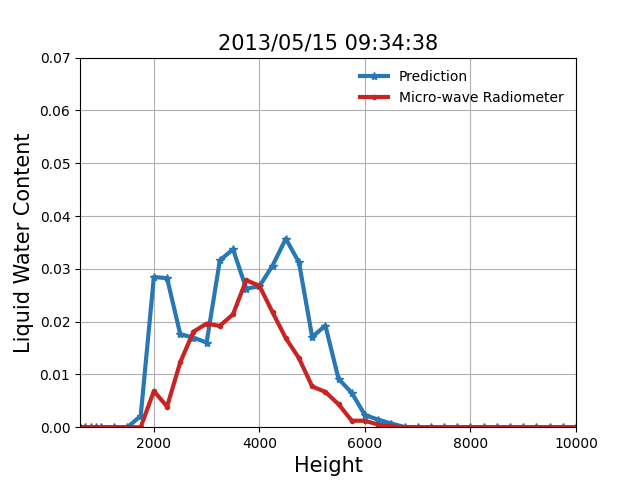 2013/05/15 09:34:38
0.07
0.06
0.05
0.04
0.03
0.02
0.01
0.00
Liquid Water Content
Prediction
Micro-wave Radiometer
2000 4000 6000 8000 10000
Height